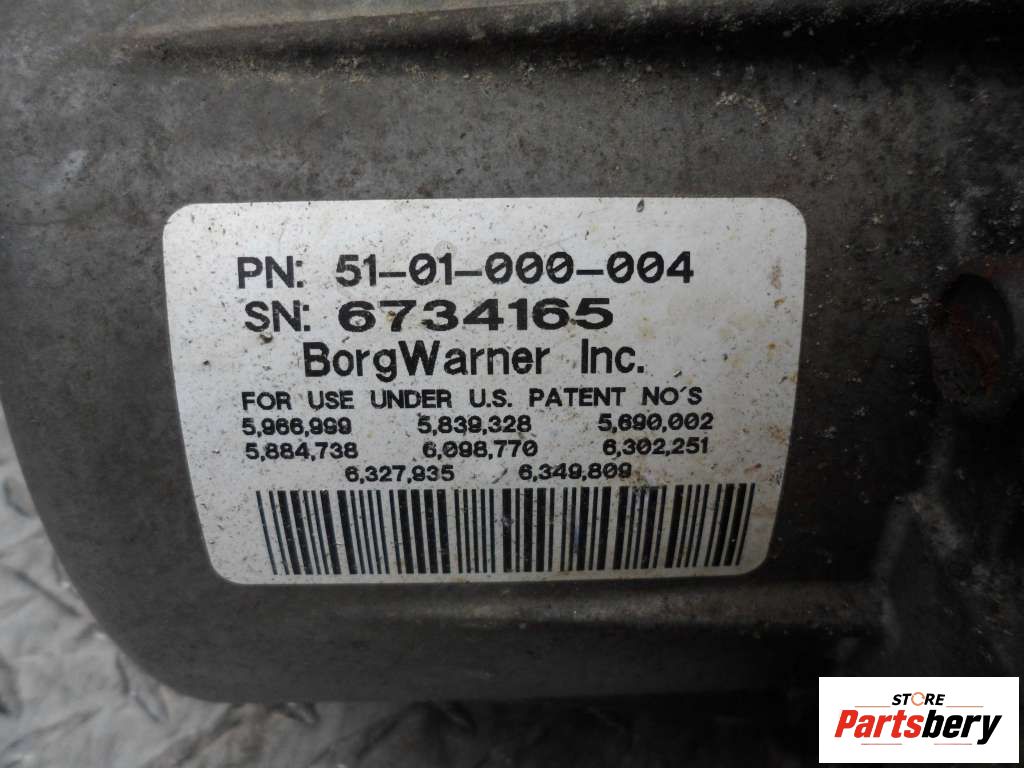 PN: 51-01-000-004
SN: 6734165
BorgWarner Inc.
FOR USE UNDER U.S. PATENT NO'S
5,966,999 5,839,328 5,690,002
5,884,738 6,098,770 6,302,251
6,327,935 6,349,809
STORE
Partsbery